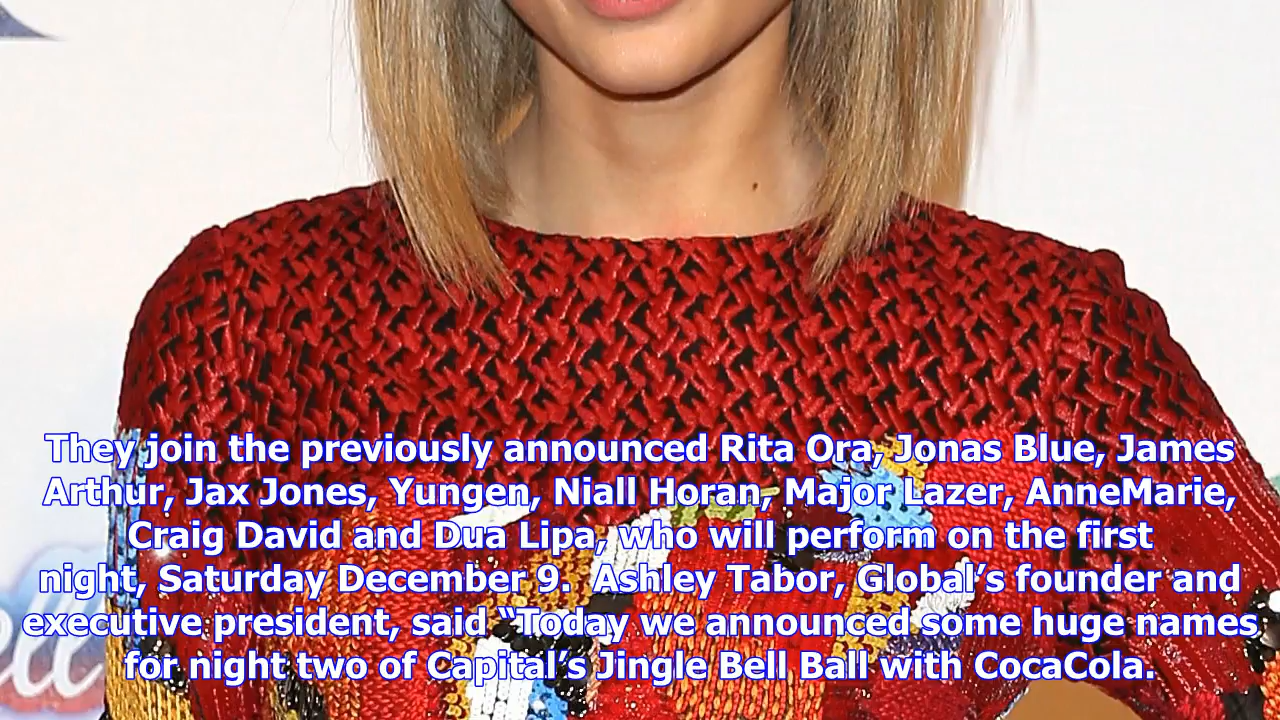 They join the previously announced Rita Ora, Jonas Blue, James
Arthur, Jax Jones, Yungen, Niall Horan, Major Lazer, AnneMarie,
Craig David and Dua Lipa, who will perform on the first
night, Saturday December 9.  Ashley Tabor, Global’s founder and
executive president, said “Today we announced some huge names
for night two of Capital’s Jingle Bell Ball with CocaCola.